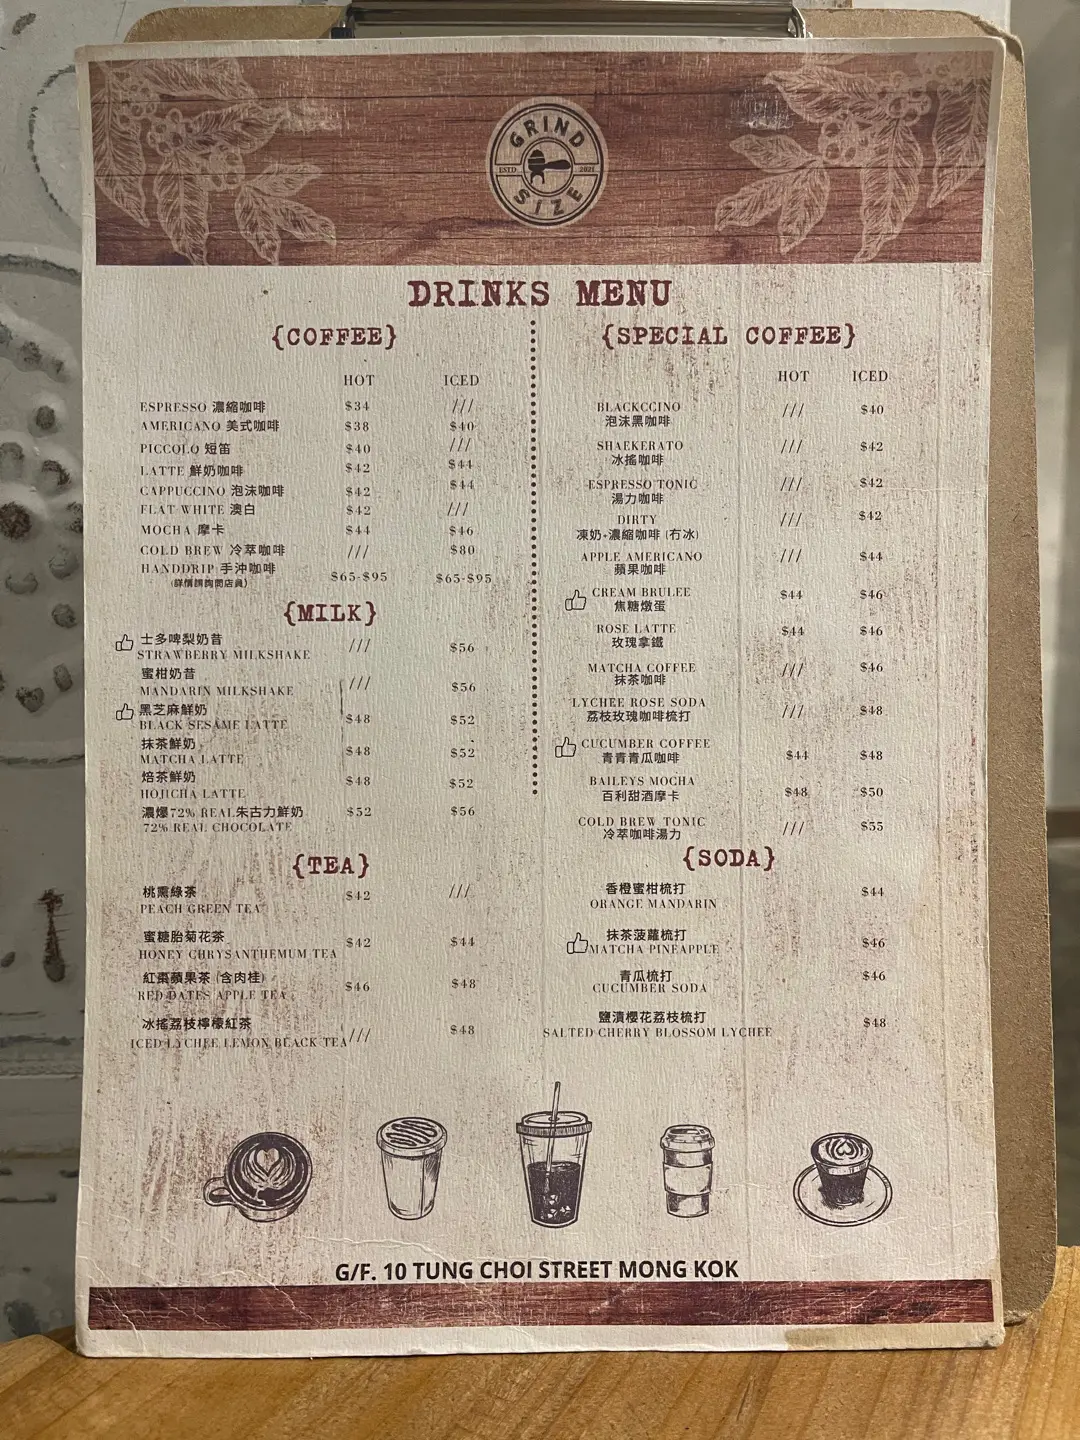 GRIND
ESTD 2021
SIZE
DRINKS MENU
{COFFEE}
HOT ICED
ESPRESSO 濃縮咖啡 $34 ///
AMERICANO 美式咖啡 $38 $40
PICCOLO 短笛 $40 ///
LATTE 鮮奶咖啡 $42 $44
CAPPUCCINO 泡沫咖啡 $42 $44
FLAT WHITE 澳白 $42 ///
MOCHA 摩卡 $44 $46
COLD BREW 冷萃咖啡 /// $80
HANDDRIP 手沖咖啡 $65-$95 $65-$95
(詳情請詢問店員)
{MILK}
士多啤梨奶昔
STRAWBERRY MILKSHAKE /// $56
蜜柑奶昔
MANDARIN MILKSHAKE /// $56
黑芝麻鮮奶
BLACK SESAME LATTE $48 $52
抹茶鮮奶
MATCHA LATTE $48 $52
焙茶鮮奶
HOJICHA LATTE $48 $52
濃爆72% REAL朱古力鮮奶 $52 $56
72% REAL CHOCOLATE
{TEA}
桃熏綠茶
PEACH GREEN TEA $42 ///
蜜糖胎菊花茶
HONEY CHRYSANTHEMUM TEA $42 $44
紅棗蘋果茶 (含肉桂)
RED DATES APPLE TEA $46 $48
冰搖荔枝檸檬紅茶
ICED LYCHEE LEMON BLACK TEA /// $48
{SPECIAL COFFEE}
HOT ICED
BLACKCCINO /// $40
泡沫黑咖啡
SHAEKERATO /// $42
冰搖咖啡
ESPRESSO TONIC /// $42
湯力咖啡
DIRTY /// $42
凍奶+濃縮咖啡 (冇冰)
APPLE AMERICANO /// $44
蘋果咖啡
CREAM BRULEE $44 $46
焦糖燉蛋
ROSE LATTE $44 $46
玫瑰拿鐵
MATCHA COFFEE /// $46
抹茶咖啡
LYCHEE ROSE SODA /// $48
荔枝玫瑰咖啡梳打
CUCUMBER COFFEE $44 $48
青青青瓜咖啡
BAILEYS MOCHA $48 $50
百利甜酒摩卡
COLD BREW TONIC /// $55
冷萃咖啡湯力
{SODA}
香橙蜜柑梳打 $44
ORANGE MANDARIN
抹茶菠蘿梳打 $46
MATCHA PINEAPPLE
青瓜梳打 $46
CUCUMBER SODA
鹽漬櫻花荔枝梳打 $48
SALTED CHERRY BLOSSOM LYCHEE
G/F. 10 TUNG CHOI STREET MONG KOK